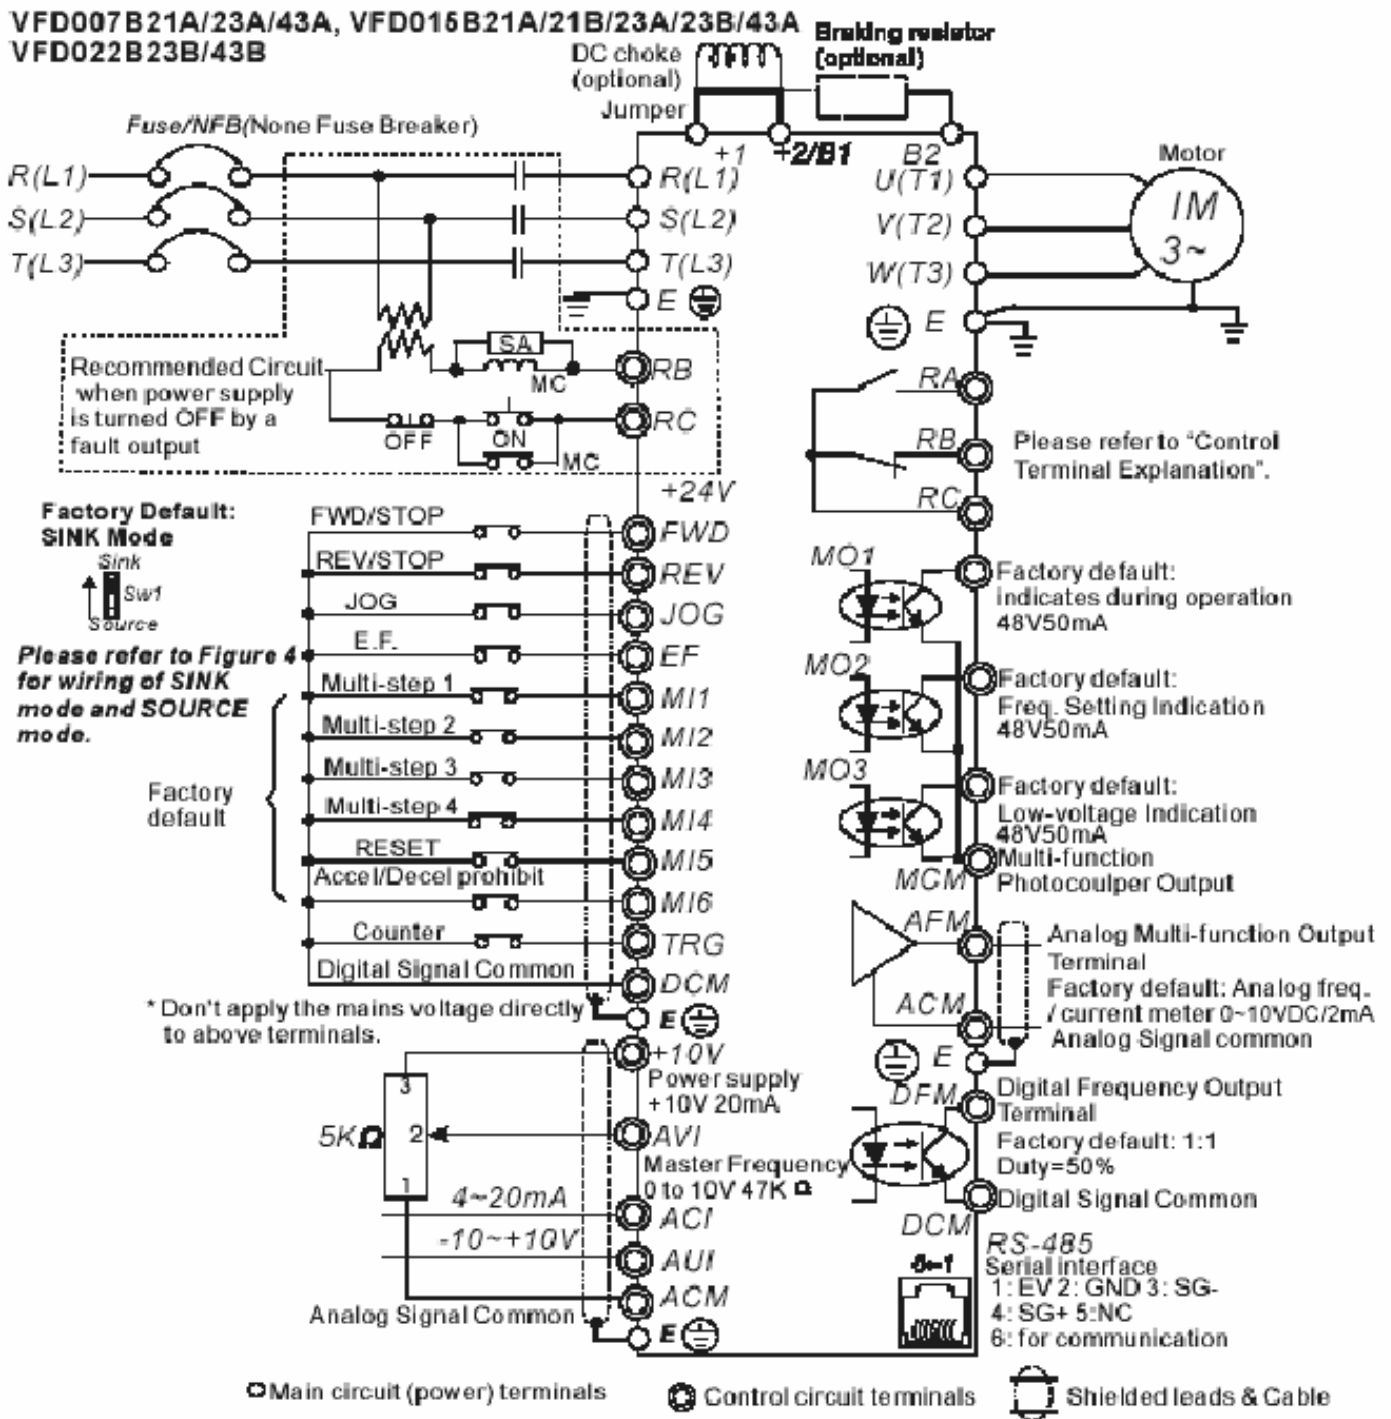 VFD007B21A/23A/43A, VFD015B21A/21B/23A/23B/43A
VFD022B23B/43B
DC choke
(optional)
Jumper
Braking resistor
(optional)
Fuse/NFB(None Fuse Breaker)
+1
+2/B1
B2
R(L1)
S(L2)
T(L3)
R(L1)
S(L2)
T(L3)
E
U(T1)
V(T2)
W(T3)
E
Motor
IM
3~
Recommended Circuit
when power supply
is turned OFF by a
fault output
SA
MC
RB
OFF
ON
MC
RC
RA
RB
RC
Please refer to "Control
Terminal Explanation".
+24V
Factory Default:
SINK Mode
Sink
Sw1
Source
Please refer to Figure 4
for wiring of SINK
mode and SOURCE
mode.
Factory
default
FWD/STOP
FWD
REV/STOP
REV
JOG
JOG
E.F.
EF
Multi-step 1
MI1
Multi-step 2
MI2
Multi-step 3
MI3
Multi-step 4
MI4
RESET
MI5
Accel/Decel prohibit
MI6
Counter
TRG
Digital Signal Common
DCM
* Don't apply the mains voltage directly
to above terminals.
E
MO1
Factory default:
indicates during operation
48V50mA
MO2
Factory default:
Freq. Setting Indication
48V50mA
MO3
Factory default:
Low-voltage Indication
48V50mA
MCM
Multi-function
Photocoulper Output
AFM
Analog Multi-function Output
Terminal
Factory default: Analog freq.
/ current meter 0~10VDC/2mA
ACM
Analog Signal common
E
DFM
Digital Frequency Output
Terminal
Factory default: 1:1
Duty=50%
DCM
Digital Signal Common
+10V
Power supply
+10V 20mA
3
5KΩ
2
1
AVI
Master Frequency
0 to 10V 47KΩ
4~20mA
ACI
-10~+10V
AUI
Analog Signal Common
ACM
E
RS-485
Serial interface
6←1
1: EV 2: GND 3: SG-
4: SG+ 5:NC
6: for communication
Main circuit (power) terminals
Control circuit terminals
Shielded leads & Cable